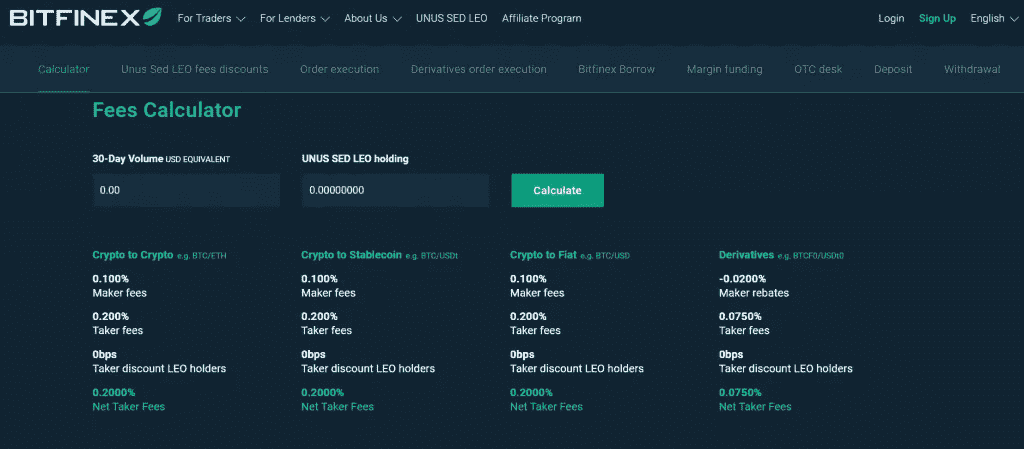 BITFINEX For Traders For Lenders About Us UNUS SED LEO Affiliate Program Login Sign Up English
Calculator Unus Sed LEO fees discounts Order execution Derivatives order execution Bitfinex Borrow Margin funding OTC desk Deposit Withdrawal
Fees Calculator
30-Day Volume USD EQUIVALENT UNUS SED LEO holding
0.00 0.00000000 Calculate
Crypto to Crypto e.g. BTC/ETH Crypto to Stablecoin e.g. BTC/USDt Crypto to Fiat e.g. BTC/USD Derivatives e.g. BTCF0/USDt0
0.100% 0.100% 0.100% -0.0200%
Maker fees Maker fees Maker fees Maker rebates
0.200% 0.200% 0.200% 0.0750%
Taker fees Taker fees Taker fees Taker fees
0bps 0bps 0bps 0bps
Taker discount LEO holders Taker discount LEO holders Taker discount LEO holders Taker discount LEO holders
0.2000% 0.2000% 0.2000% 0.0750%
Net Taker Fees Net Taker Fees Net Taker Fees Net Taker Fees